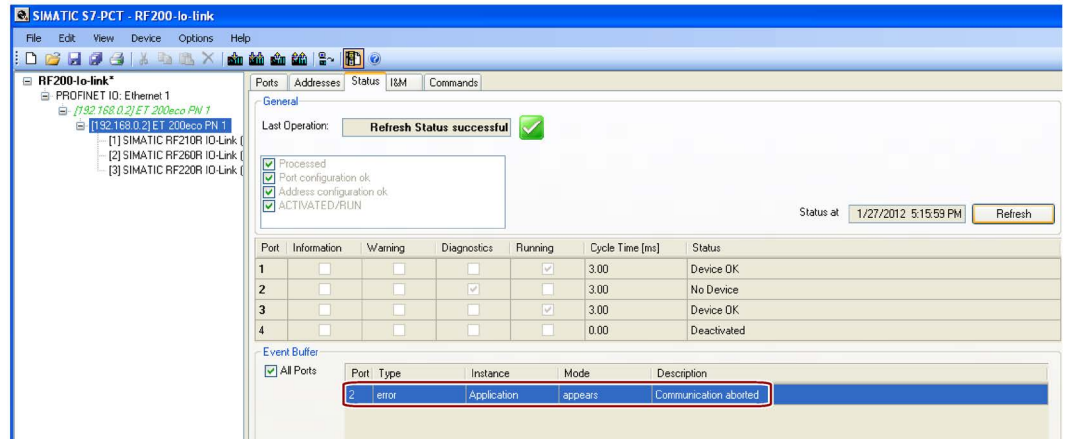 SIMATIC S7-PCT - RF200-Io-link
File Edit View Device Options Help
RF200-Io-link*
PROFINET IO: Ethernet 1
[192.168.0.2] ET 200eco PN 1
[192.168.0.2] ET 200eco PN 1
[1] SIMATIC RF210R IO-Link (
[2] SIMATIC RF260R IO-Link (
[3] SIMATIC RF220R IO-Link (
Ports Addresses Status I&M Commands
General
Last Operation: Refresh Status successful
Processed
Port configuration ok
Address configuration ok
ACTIVATED/RUN
Status at 1/27/2012 5:15:59 PM Refresh
Port Information Warning Diagnostics Running Cycle Time [ms] Status
1 3.00 Device OK
2 3.00 No Device
3 3.00 Device OK
4 0.00 Deactivated
Event Buffer
All Ports
Port Type Instance Mode Description
2 error Application appears Communication aborted